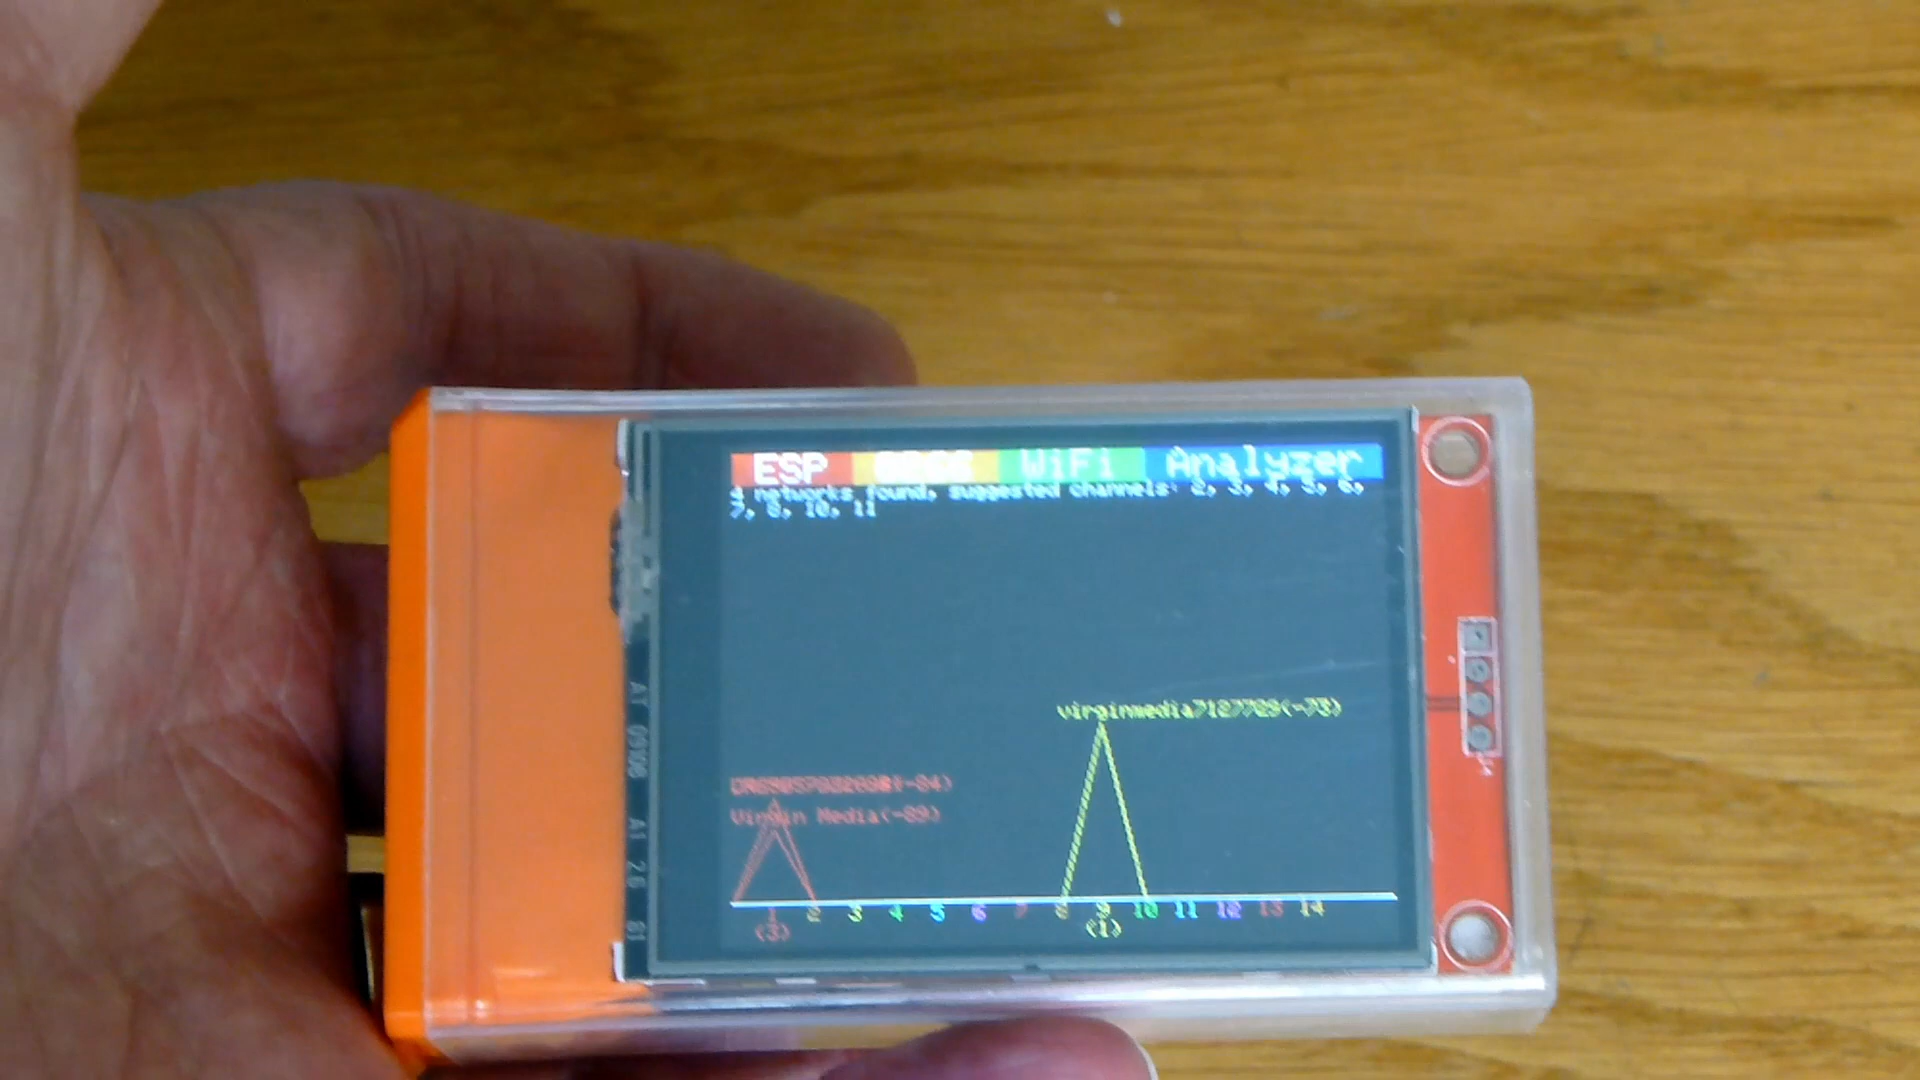 ESP WiFi Analyzer
4 networks found, suggested channels: 2, 3, 4, 5, 6,
7, 8, 10, 11
virginmedia7127729(-73)
Virgin Media(-89)
1 2 3 4 5 6 7 8 9 10 11 12 13 14
(3) (1)